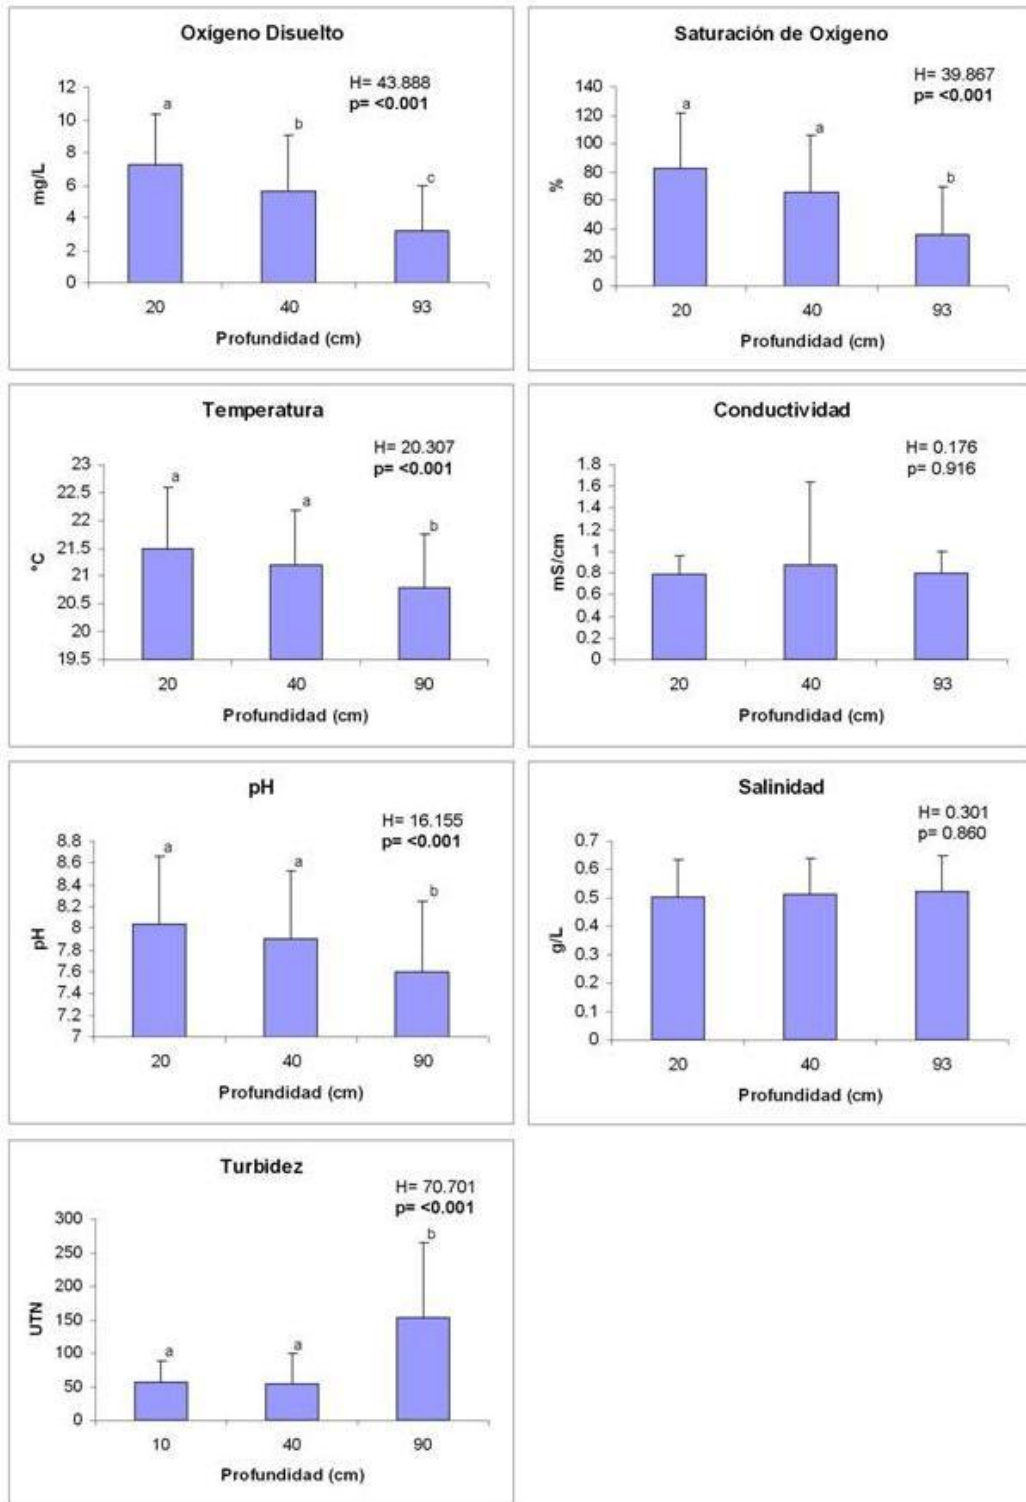 Oxígeno Disuelto
H= 43.888
p= <0.001
12
10
8
6
4
2
0
mg/L
a
b
c
20 40 93
Profundidad (cm)
Saturación de Oxigeno
H= 39.867
p= <0.001
140
120
100
80
60
40
20
0
%
a
a
b
20 40 93
Profundidad (cm)
Temperatura
H= 20.307
p= <0.001
23
22.5
22
21.5
21
20.5
20
19.5
°C
a
a
b
20 40 90
Profundidad (cm)
Conductividad
H= 0.176
p= 0.916
1.8
1.6
1.4
1.2
1
0.8
0.6
0.4
0.2
0
mS/cm
20 40 93
Profundidad (cm)
pH
H= 16.155
p= <0.001
8.8
8.6
8.4
8.2
8
7.8
7.6
7.4
7.2
7
pH
a
a
b
20 40 90
Profundidad (cm)
Salinidad
H= 0.301
p= 0.860
0.7
0.6
0.5
0.4
0.3
0.2
0.1
0
g/L
20 40 93
Profundidad (cm)
Turbidez
H= 70.701
p= <0.001
300
250
200
150
100
50
0
UTN
a
a
b
10 40 90
Profundidad (cm)